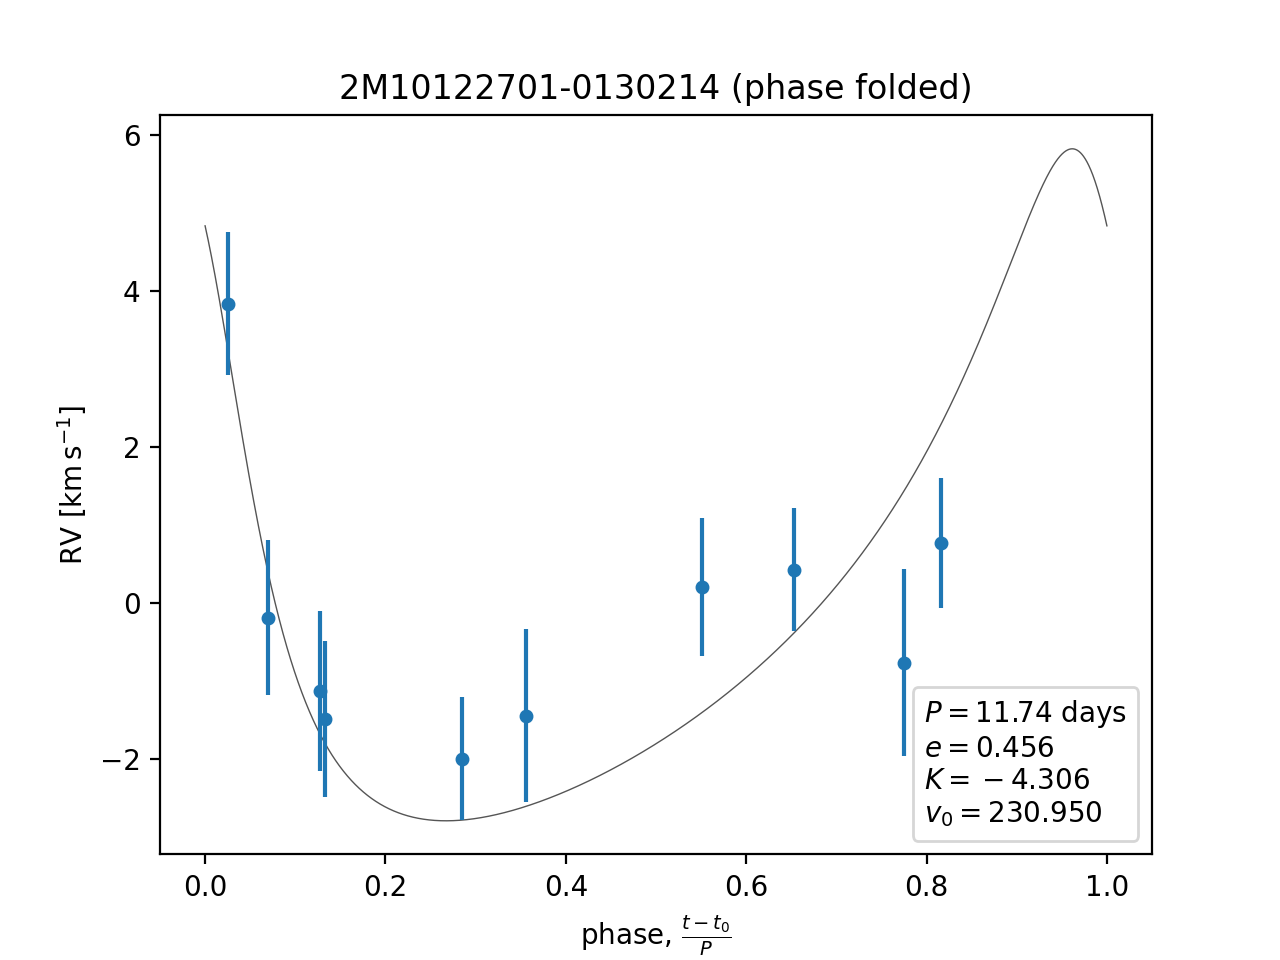 2M10122701-0130214 (phase folded)
6
4
2
0
−2
RV [km s⁻¹]
P = 11.74 days
e = 0.456
K = −4.306
v₀ = 230.950
0.0 0.2 0.4 0.6 0.8 1.0
phase, (t − t₀)/P